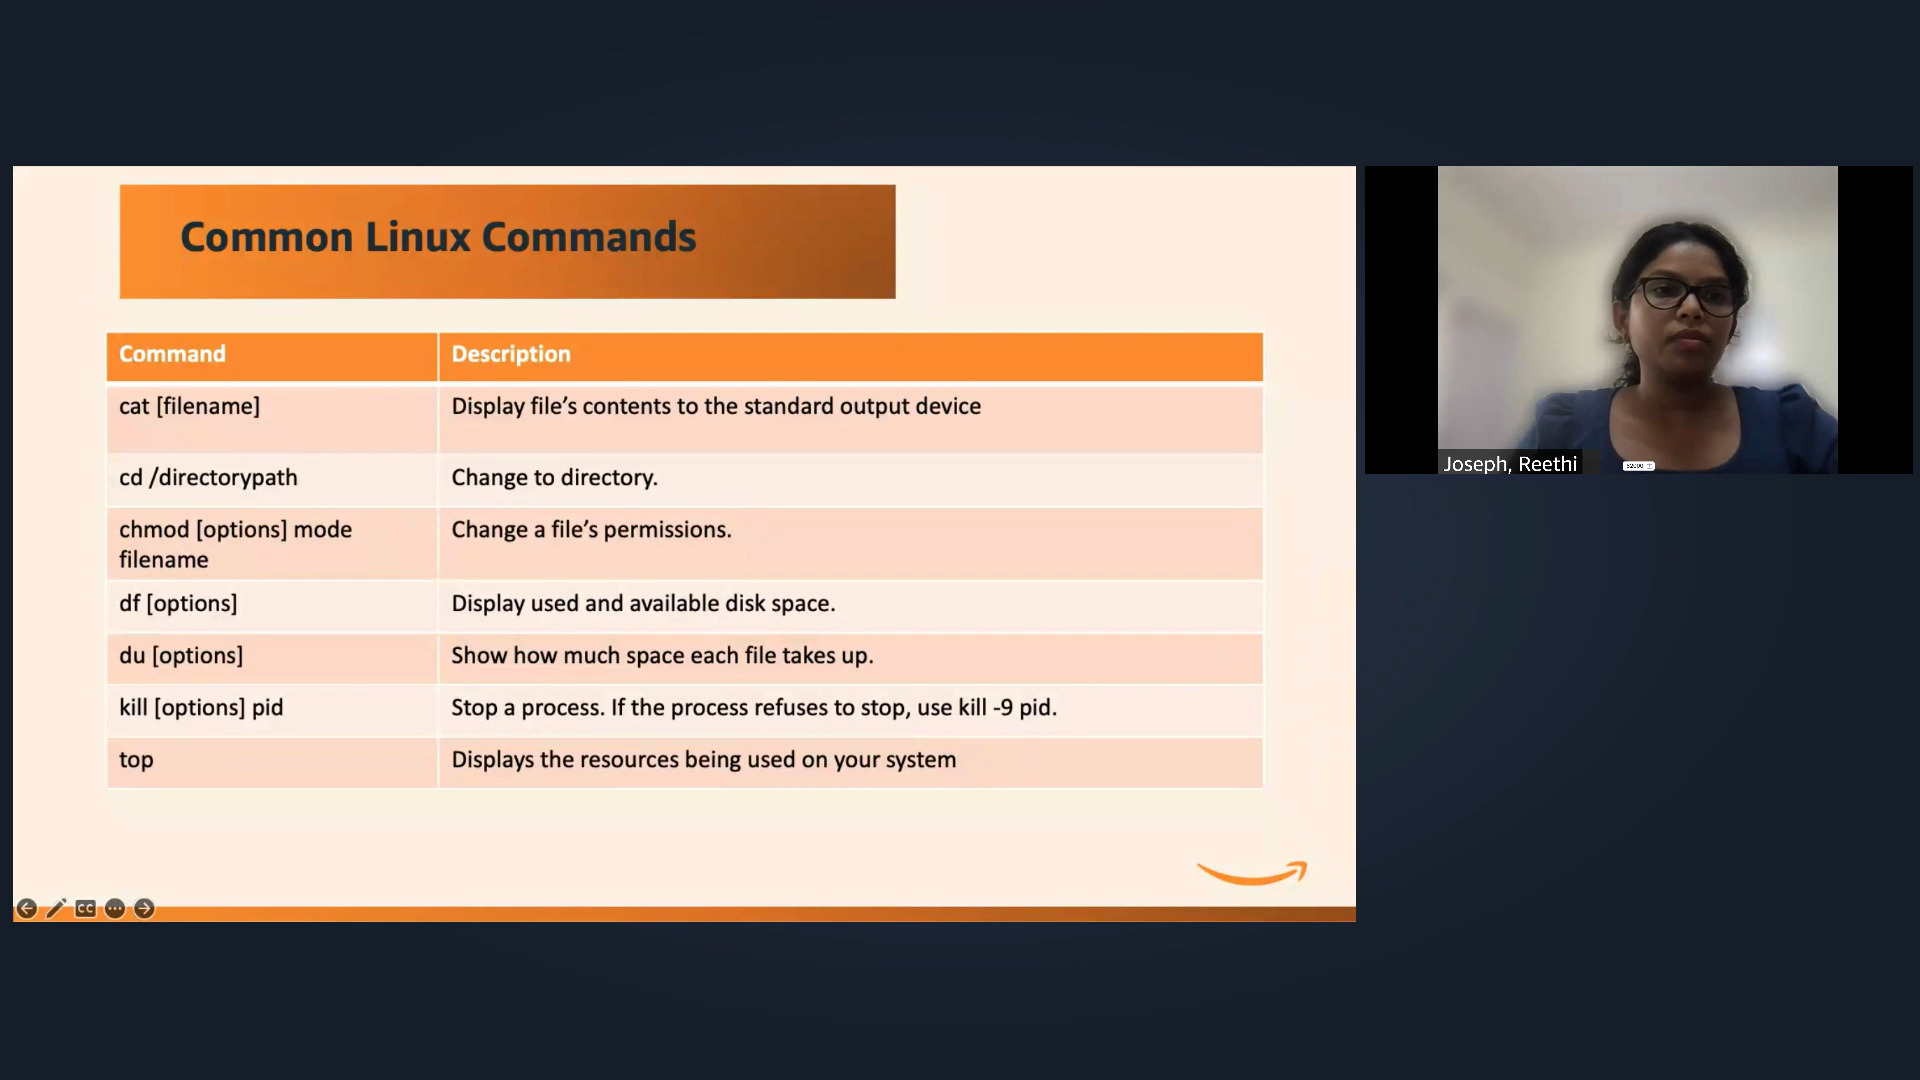 Common Linux Commands
Command Description
cat [filename] Display file’s contents to the standard output device
cd /directorypath Change to directory.
chmod [options] mode Change a file’s permissions.
filename
df [options] Display used and available disk space.
du [options] Show how much space each file takes up.
kill [options] pid Stop a process. If the process refuses to stop, use kill -9 pid.
top Displays the resources being used on your system
CC
Joseph, Reethi